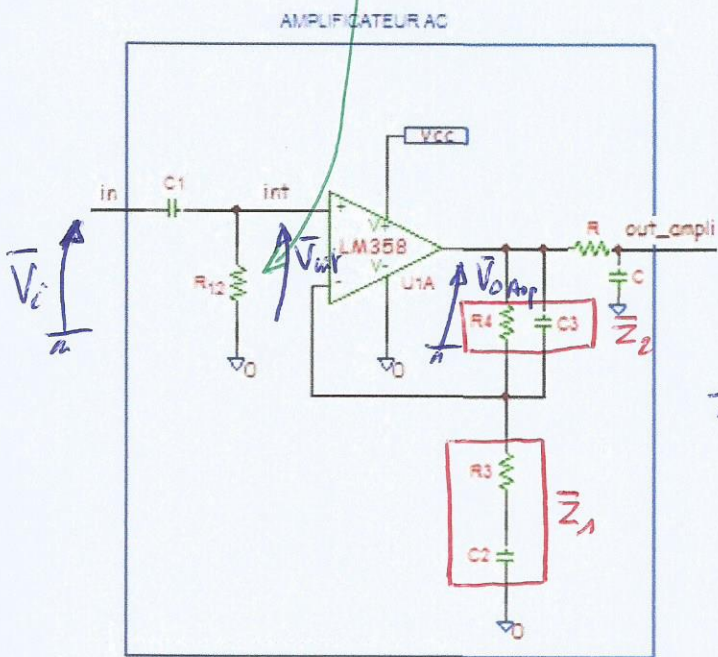 AMPLIFICATEUR AC
Vcc
in C1 int R out_ampli
+ V+
LM358 C
V̅i R12 V̅int - V- U1A V̅o Aop R4 C3 Z̅2
0 0
R3
Z̅1
C2
0